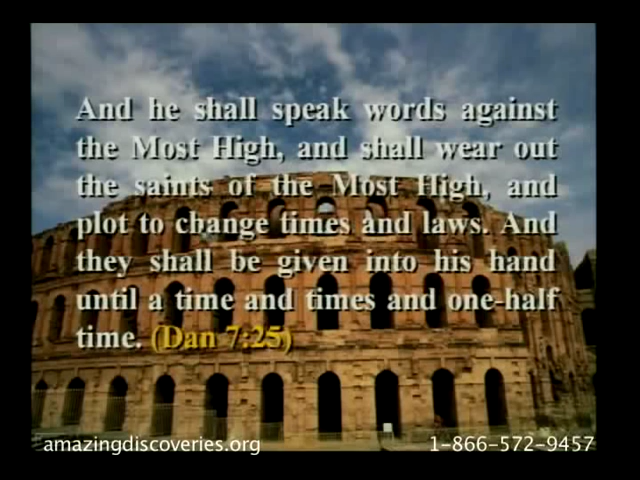 And he shall speak words against
the Most High, and shall wear out
the saints of the Most High, and
plot to change times and laws. And
they shall be given into his hand
until a time and times and one-half
time. (Dan 7:25)
amazingdiscoveries.org 1-866-572-9457